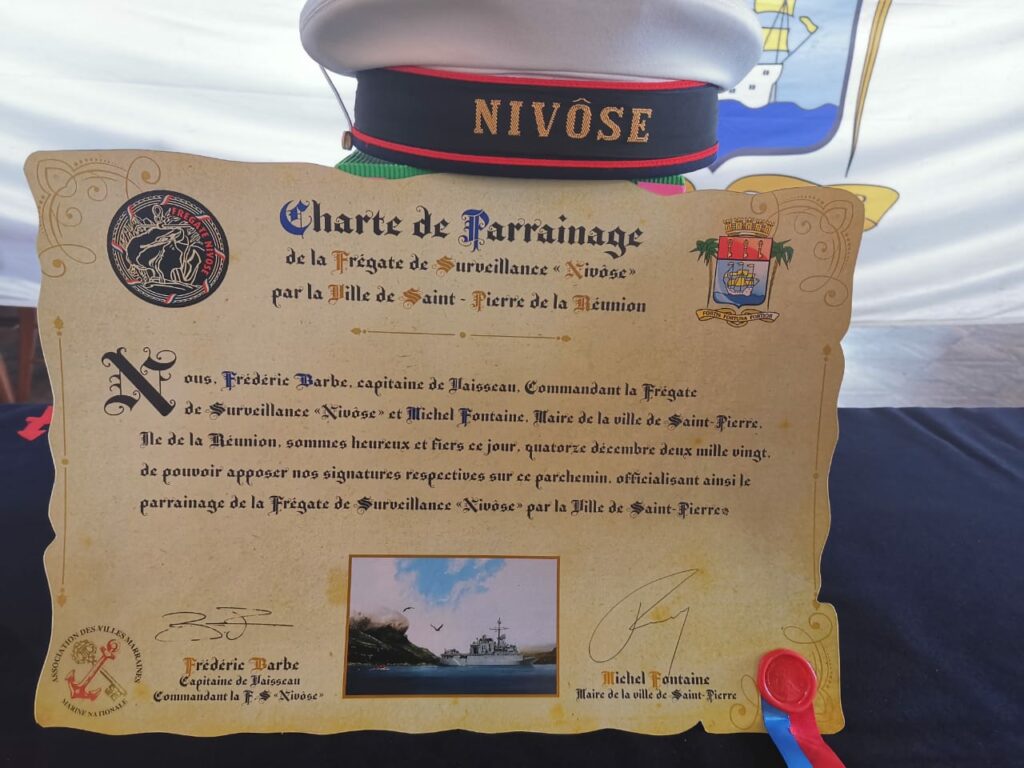 NIVÔSE
FRÉGATE NIVÔSE
Charte de Parrainage
de la Frégate de Surveillance « Nivôse »
par la Ville de Saint - Pierre de la Réunion
FORTES FORTUNA FORTIOR
Nous, Frédéric Barbe, capitaine de Vaisseau, Commandant la Frégate
de Surveillance «Nivôse» et Michel Fontaine, Maire de la ville de Saint-Pierre,
Ile de la Réunion, sommes heureux et fiers ce jour, quatorze décembre deux mille vingt,
de pouvoir apposer nos signatures respectives sur ce parchemin, officialisant ainsi le
parrainage de la Frégate de Surveillance «Nivôse» par la Ville de Saint-Pierre.
ASSOCIATION DES VILLES MARRAINES
MARINE NATIONALE
Frédéric Barbe
Capitaine de Vaisseau
Commandant la F.S "Nivôse"
Michel Fontaine
Maire de la ville de Saint-Pierre